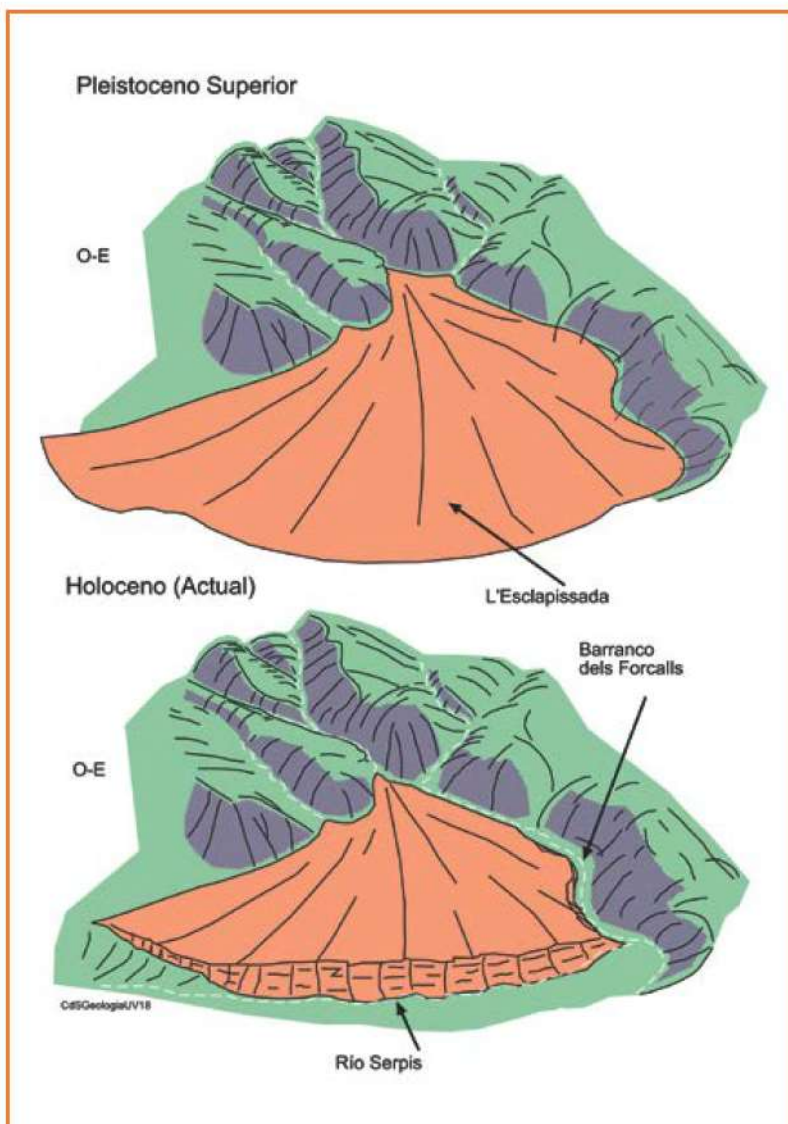 Pleistoceno Superior
O-E
L'Esclapissada
Holoceno (Actual)
Barranco
dels Forcalls
O-E
CdSGeologiaUV18
Río Serpis